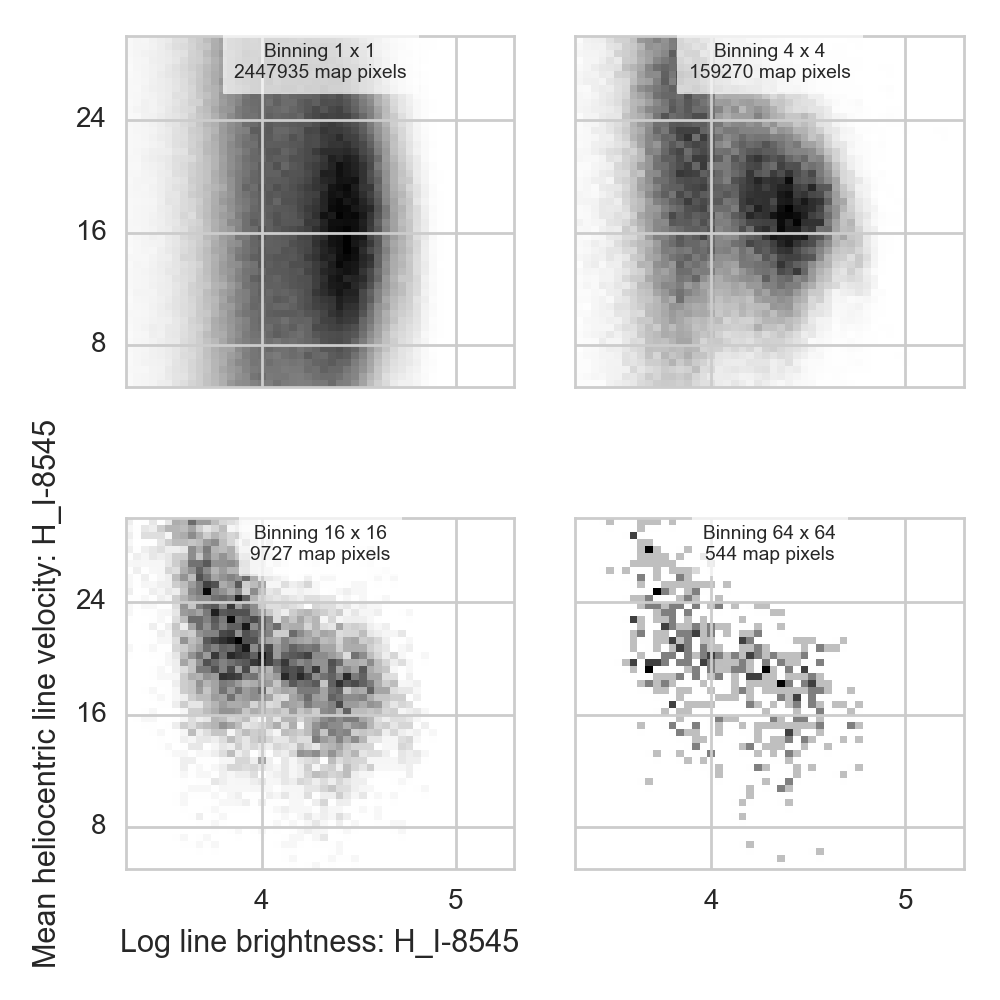 Binning 1 x 1
2447935 map pixels
Binning 4 x 4
159270 map pixels
24
16
8
Binning 16 x 16
9727 map pixels
Binning 64 x 64
544 map pixels
24
16
8
4
5
4
5
Mean heliocentric line velocity: H_I-8545
Log line brightness: H_I-8545